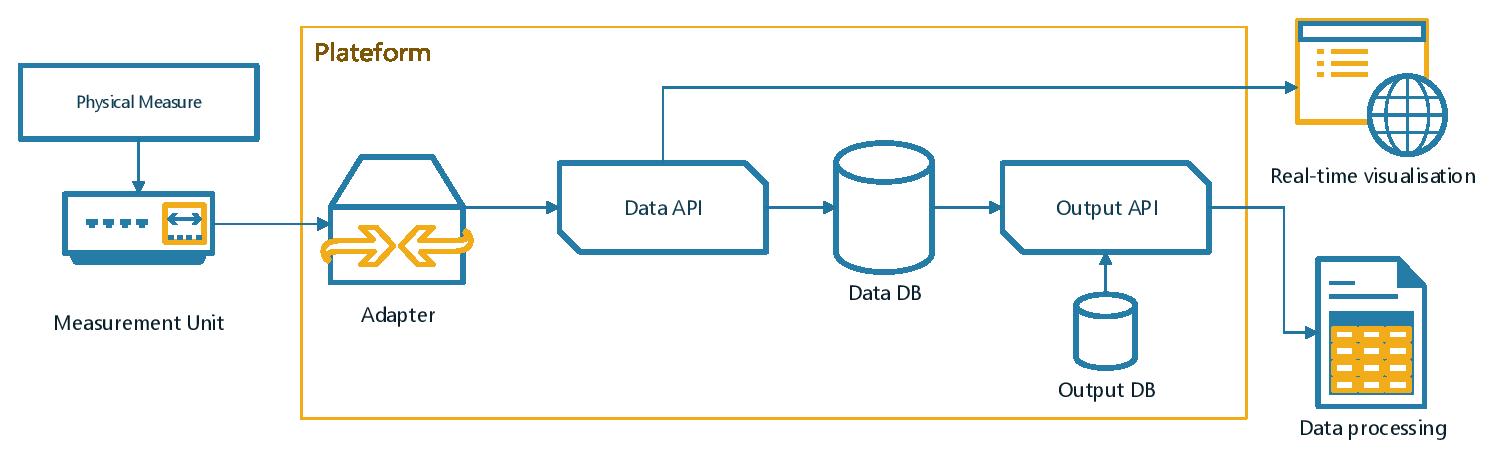 Plateform
Physical Measure
Real-time visualisation
Data API
Output API
Data DB
Adapter
Measurement Unit
Output DB
Data processing